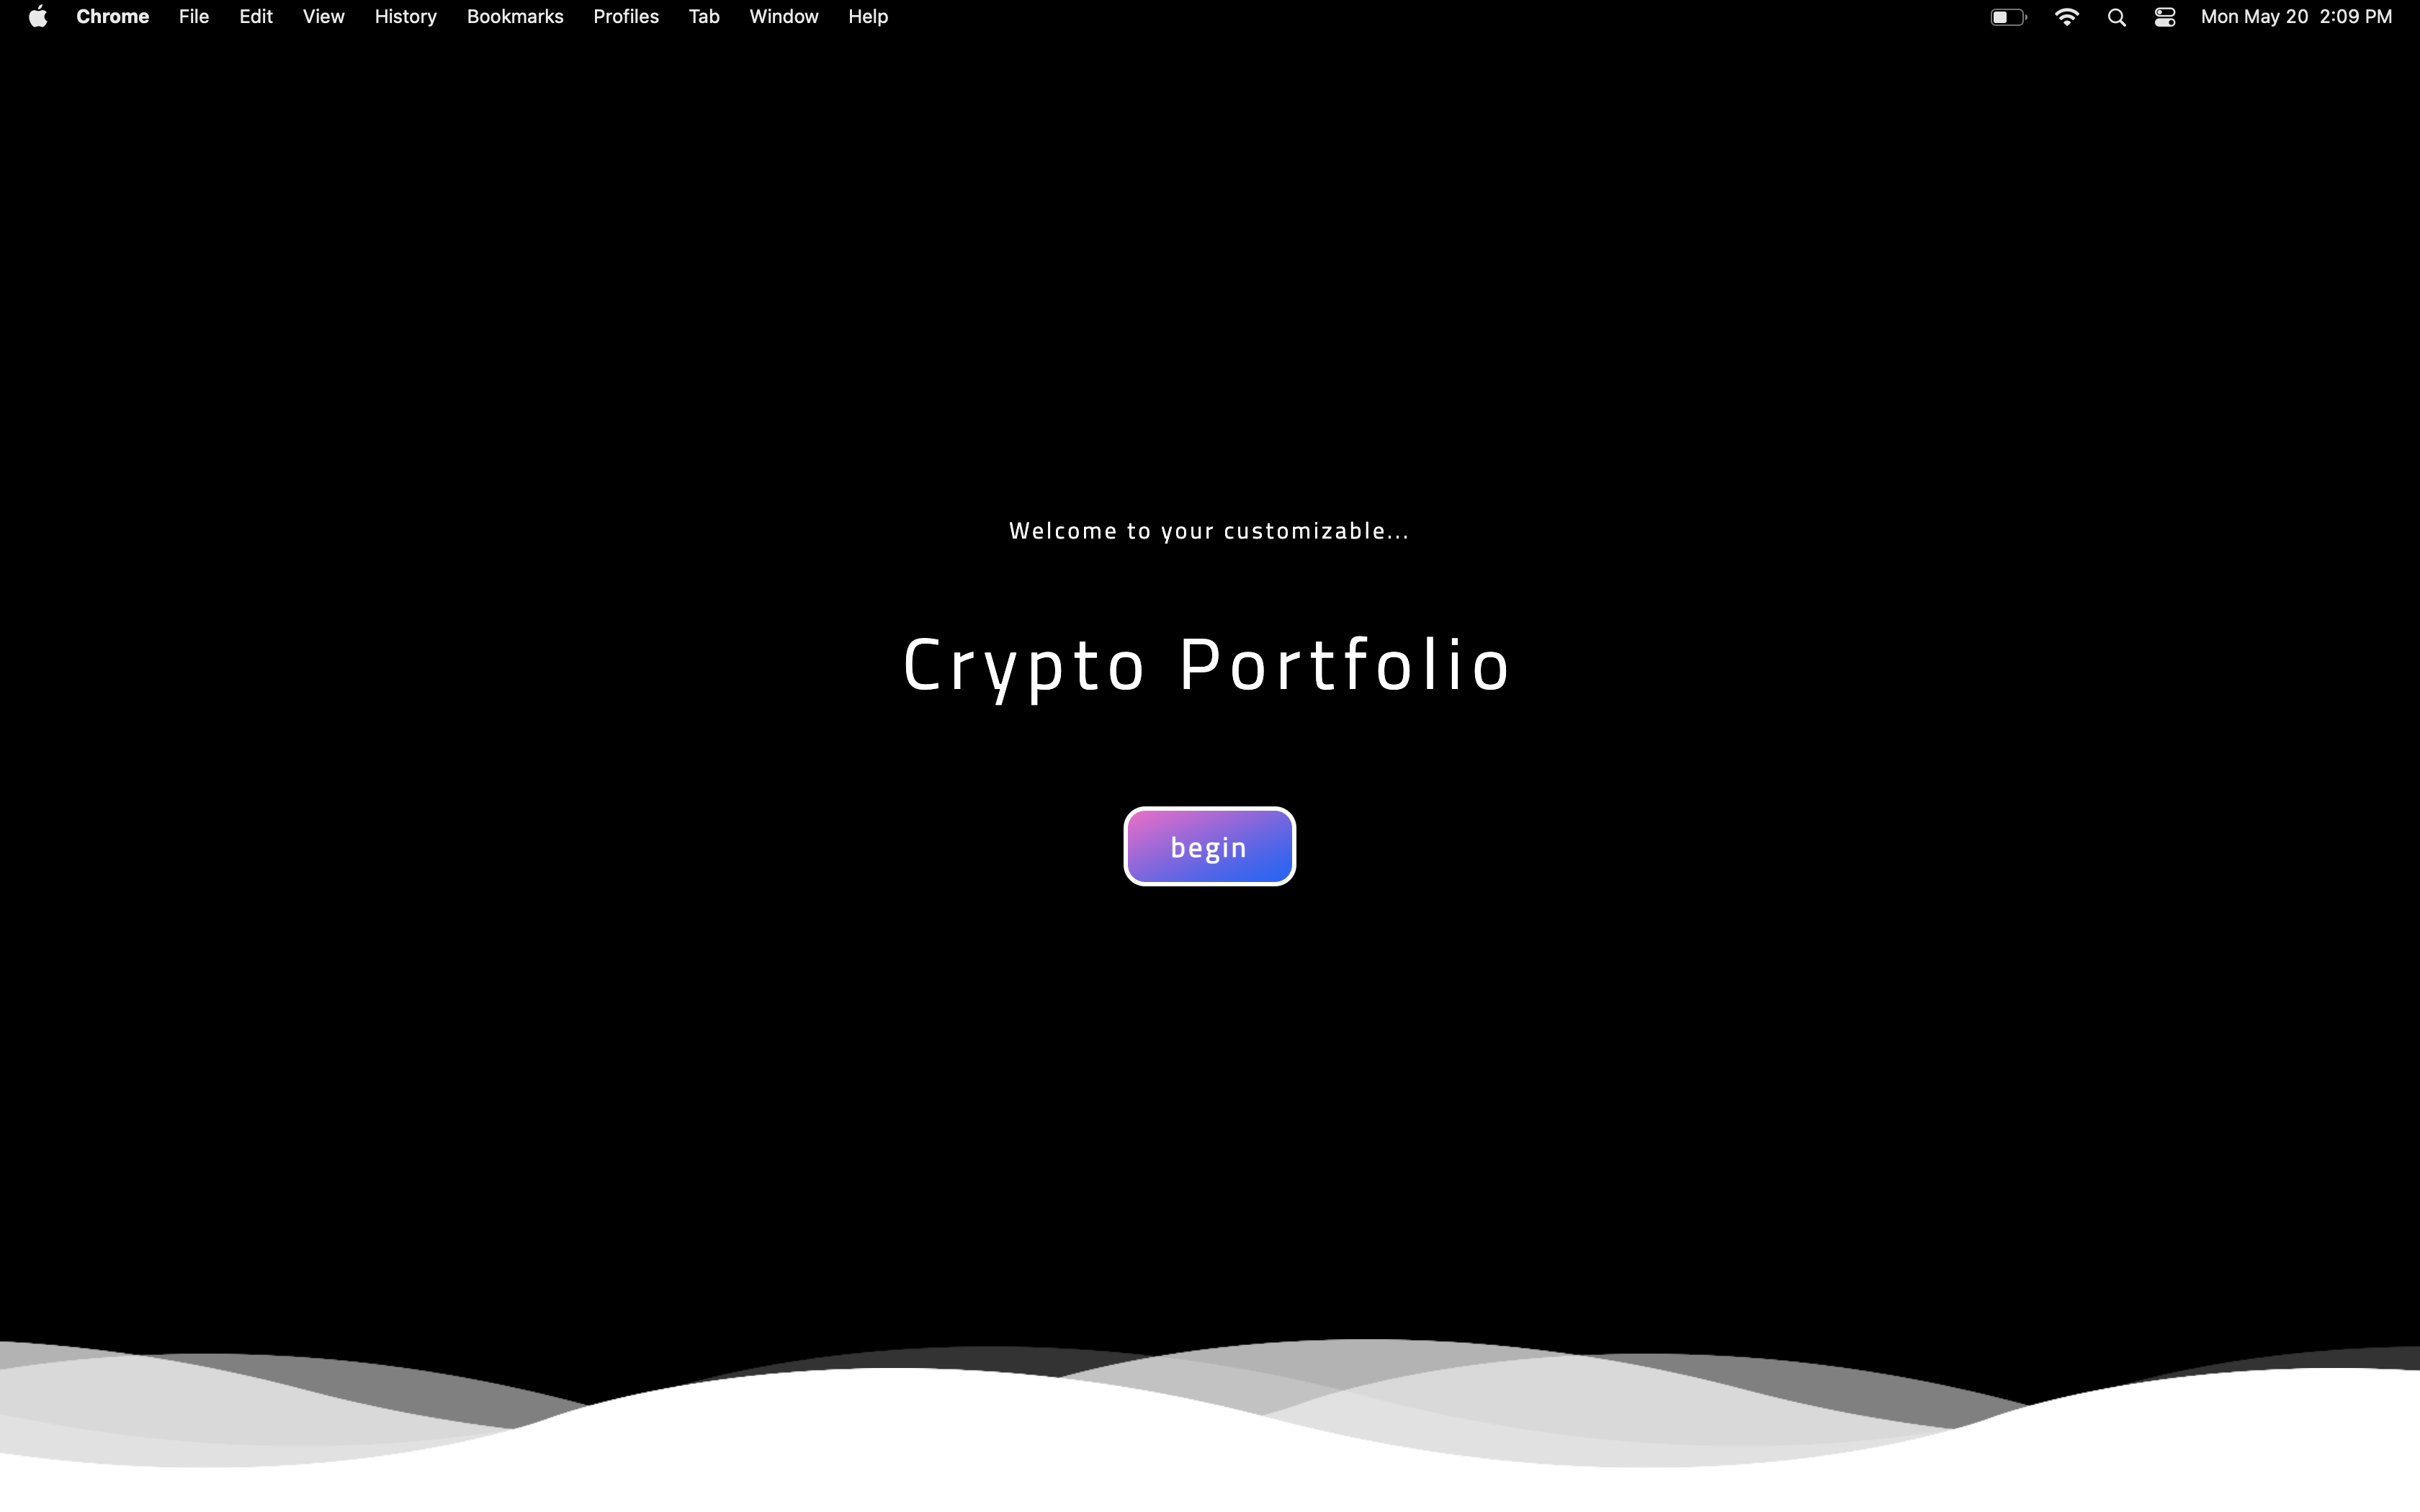 Chrome File Edit View History Bookmarks Profiles Tab Window Help Mon May 20 2:09 PM
Welcome to your customizable...
Crypto Portfolio
begin